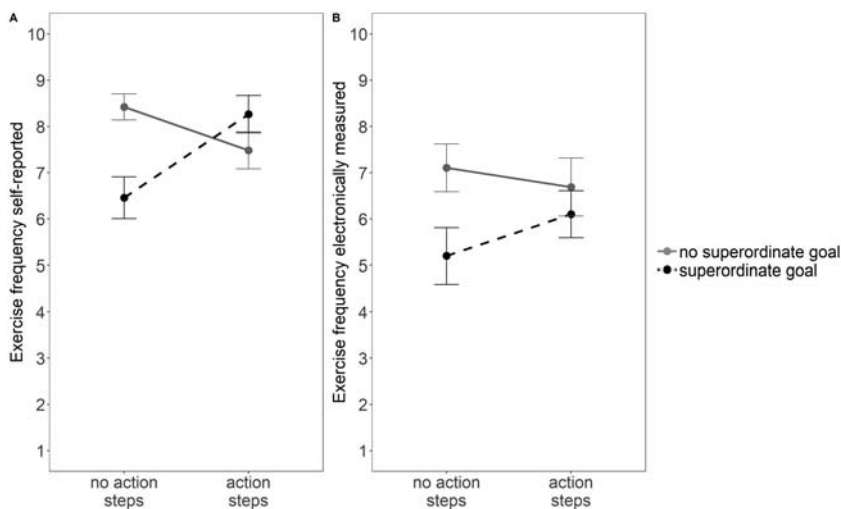 A
B
Exercise frequency self-reported
10
9
8
7
6
5
4
3
2
1
no action
steps
action
steps
Exercise frequency electronically measured
10
9
8
7
6
5
4
3
2
1
no action
steps
action
steps
no superordinate goal
superordinate goal